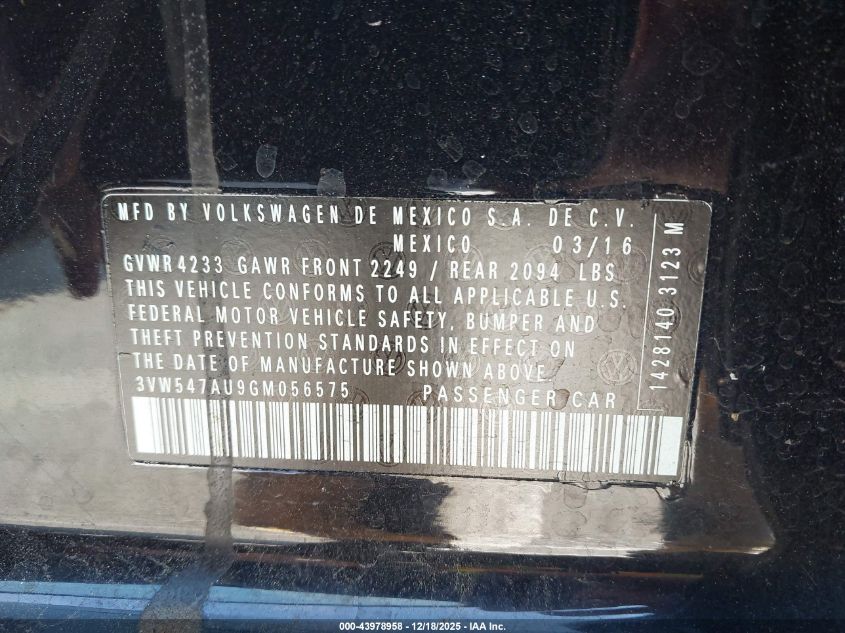 MFD BY VOLKSWAGEN DE MEXICO S.A. DE C.V.
MEXICO 03/16
GVWR 4233 GAWR FRONT 2249 / REAR 2094 LBS
THIS VEHICLE CONFORMS TO ALL APPLICABLE U.S.
FEDERAL MOTOR VEHICLE SAFETY, BUMPER AND
THEFT PREVENTION STANDARDS IN EFFECT ON
THE DATE OF MANUFACTURE SHOWN ABOVE.
3VW547AU9GM056575 PASSENGER CAR
1428140 3123 M
000-43978958 - 12/18/2025 - IAA Inc.